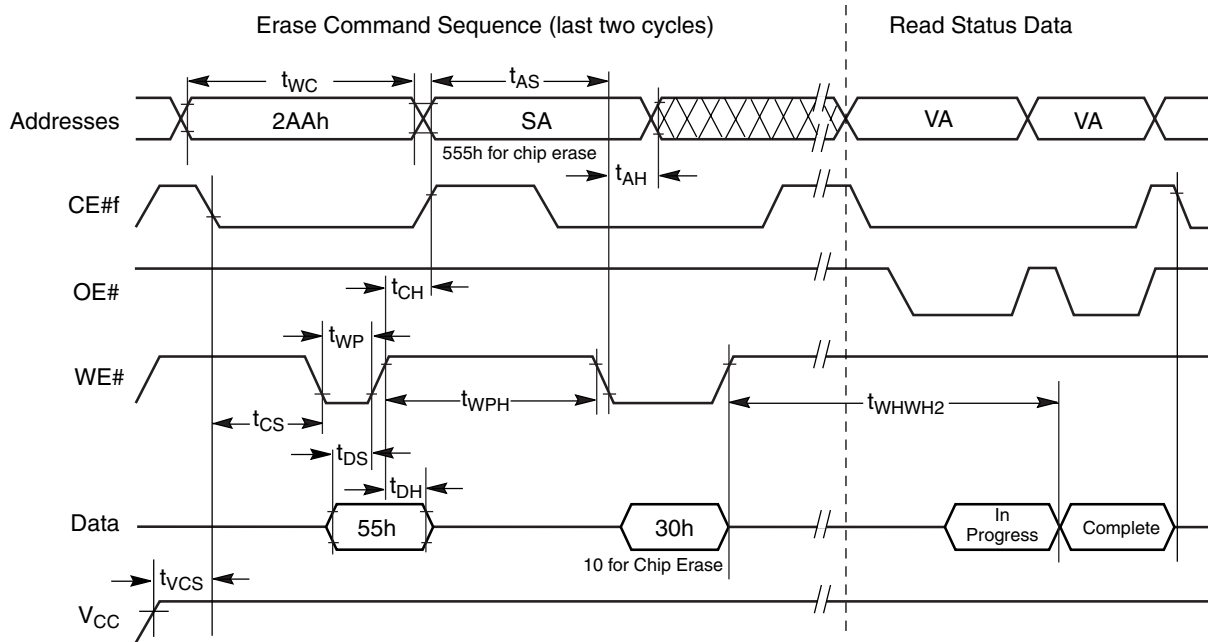 Erase Command Sequence (last two cycles)
Read Status Data
tWC
tAS
Addresses
2AAh
SA
VA
VA
555h for chip erase
tAH
CE#f
OE#
tCH
tWP
WE#
tWPH
tWHWH2
tCS
tDS
tDH
Data
55h
30h
In
Progress
Complete
10 for Chip Erase
tVCS
VCC